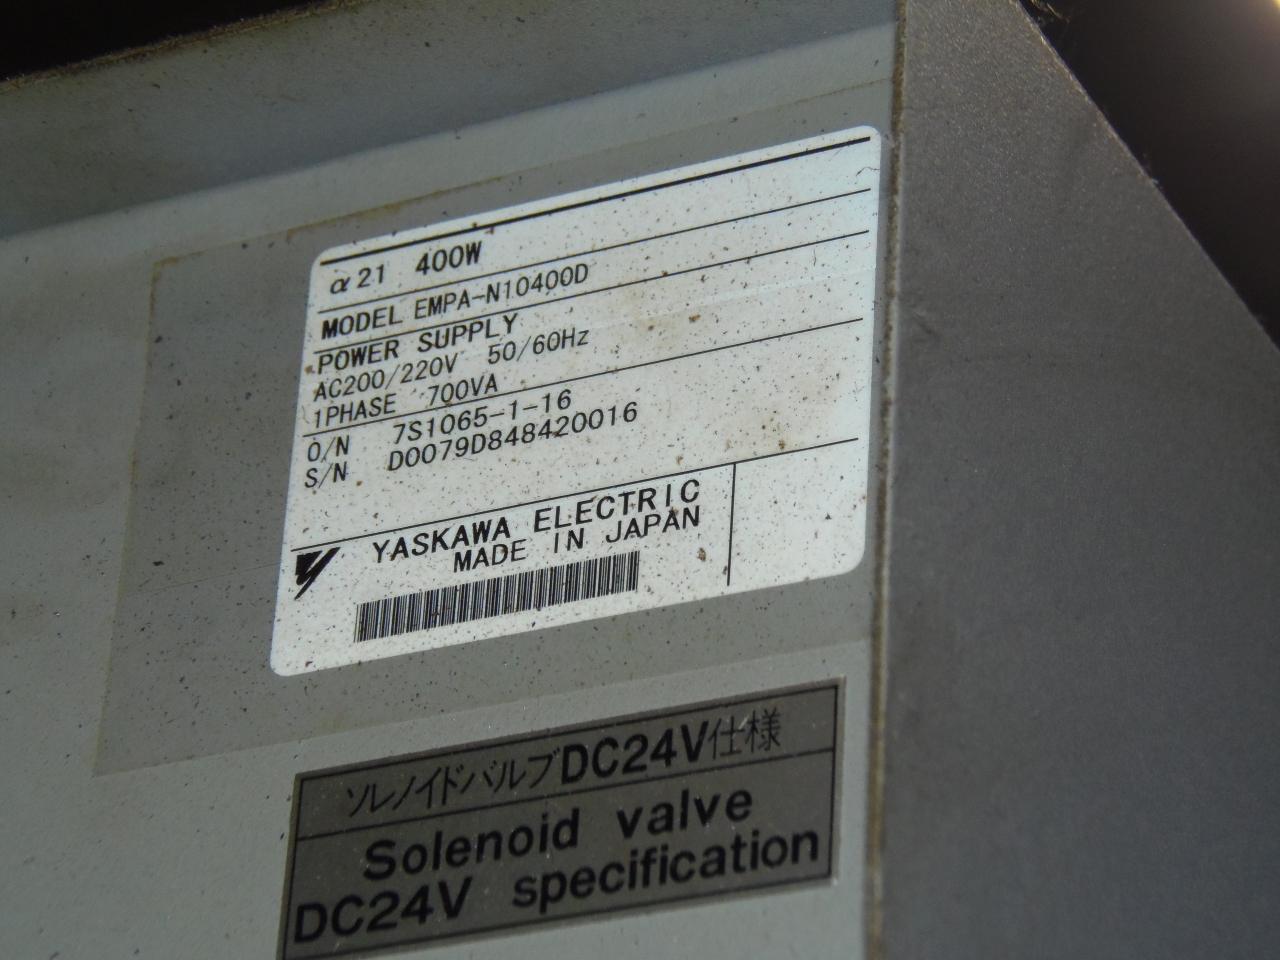 α21 400W
MODEL EMPA-N10400D
POWER SUPPLY
AC200/220V 50/60Hz
1PHASE 700VA
O/N 7S1065-1-16
S/N D0079D848420016
YASKAWA ELECTRIC
MADE IN JAPAN
ソレノイドバルブDC24V仕様
Solenoid valve
DC24V specification